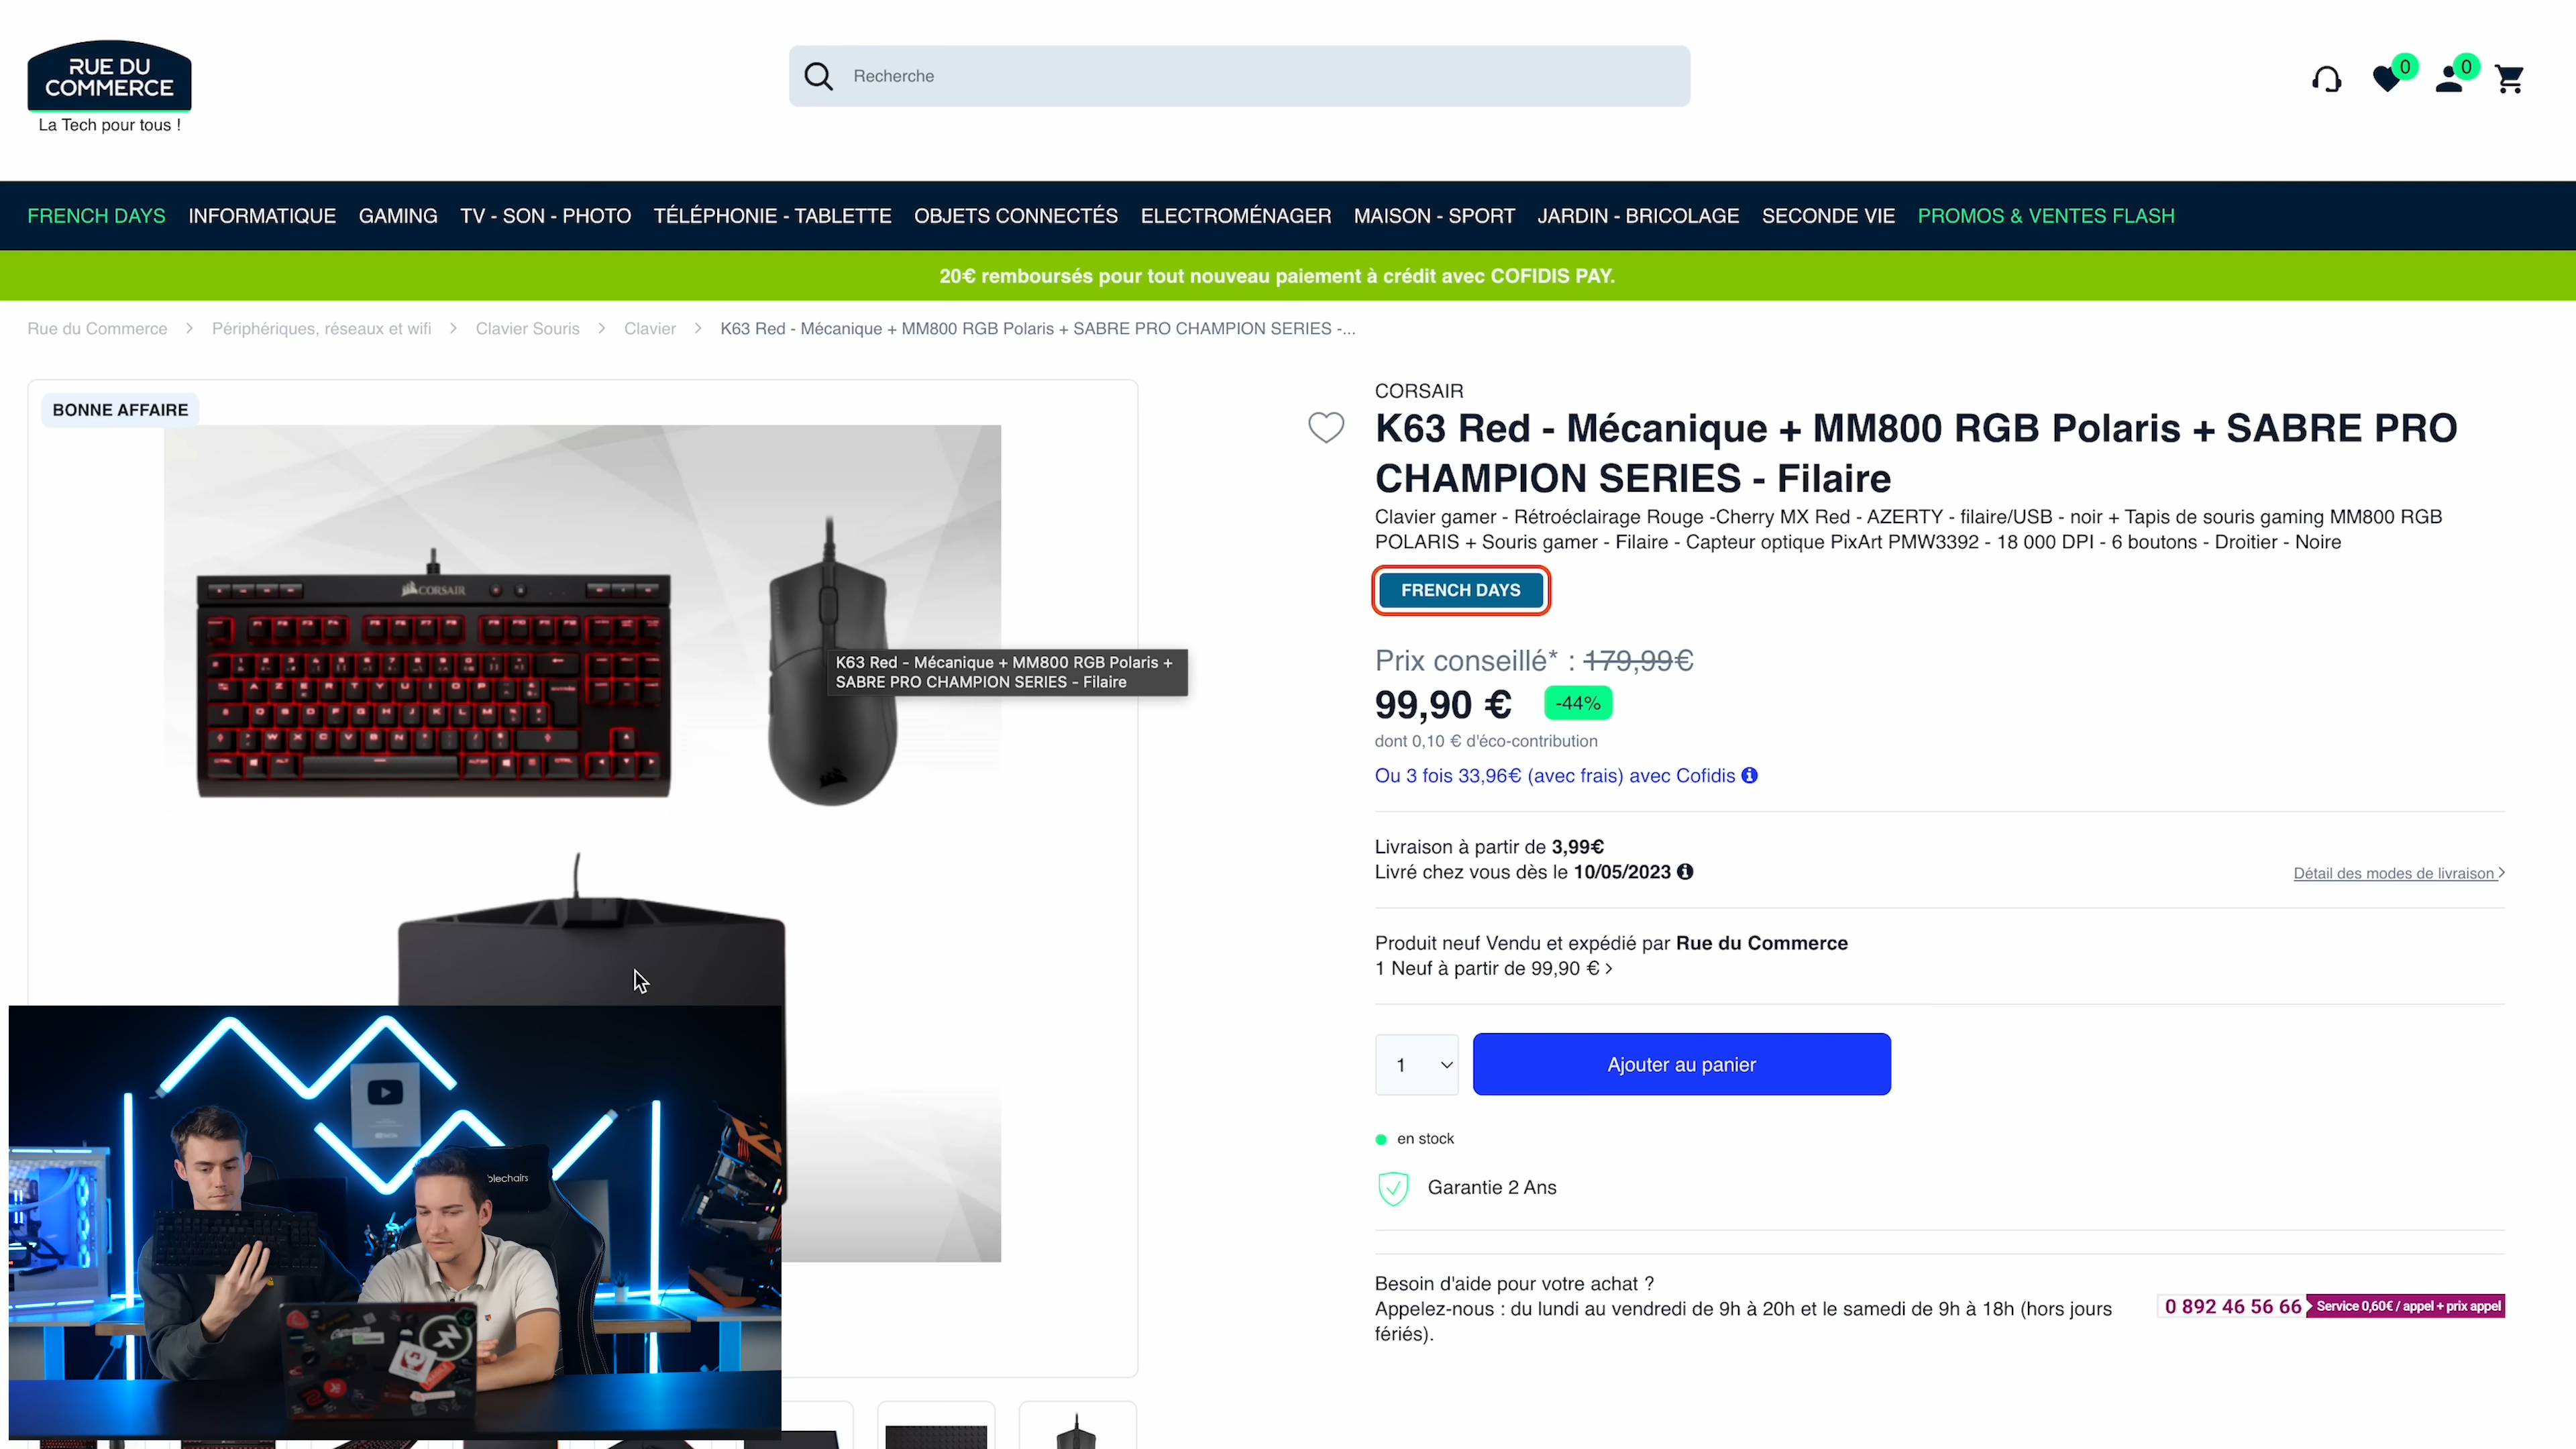 RUE DU
COMMERCE
La Tech pour tous !
Recherche
0
0
FRENCH DAYS INFORMATIQUE GAMING TV - SON - PHOTO TÉLÉPHONIE - TABLETTE OBJETS CONNECTÉS ELECTROMÉNAGER MAISON - SPORT JARDIN - BRICOLAGE SECONDE VIE PROMOS & VENTES FLASH
20€ remboursés pour tout nouveau paiement à crédit avec COFIDIS PAY.
Rue du Commerce > Périphériques, réseaux et wifi > Clavier Souris > Clavier > K63 Red - Mécanique + MM800 RGB Polaris + SABRE PRO CHAMPION SERIES -...
BONNE AFFAIRE
CORSAIR
K63 Red - Mécanique + MM800 RGB Polaris +
SABRE PRO CHAMPION SERIES - Filaire
CORSAIR
K63 Red - Mécanique + MM800 RGB Polaris + SABRE PRO
CHAMPION SERIES - Filaire
Clavier gamer - Rétroéclairage Rouge -Cherry MX Red - AZERTY - filaire/USB - noir + Tapis de souris gaming MM800 RGB
POLARIS + Souris gamer - Filaire - Capteur optique PixArt PMW3392 - 18 000 DPI - 6 boutons - Droitier - Noire
FRENCH DAYS
Prix conseillé* : 179,99€
99,90 € -44%
dont 0,10 € d'éco-contribution
Ou 3 fois 33,96€ (avec frais) avec Cofidis
Livraison à partir de 3,99€
Livré chez vous dès le 10/05/2023
Détail des modes de livraison >
Produit neuf Vendu et expédié par Rue du Commerce
1 Neuf à partir de 99,90 € >
1
Ajouter au panier
en stock
Garantie 2 Ans
Besoin d'aide pour votre achat ?
Appelez-nous : du lundi au vendredi de 9h à 20h et le samedi de 9h à 18h (hors jours
fériés).
0 892 46 56 66 Service 0,60€ / appel + prix appel
blechairs